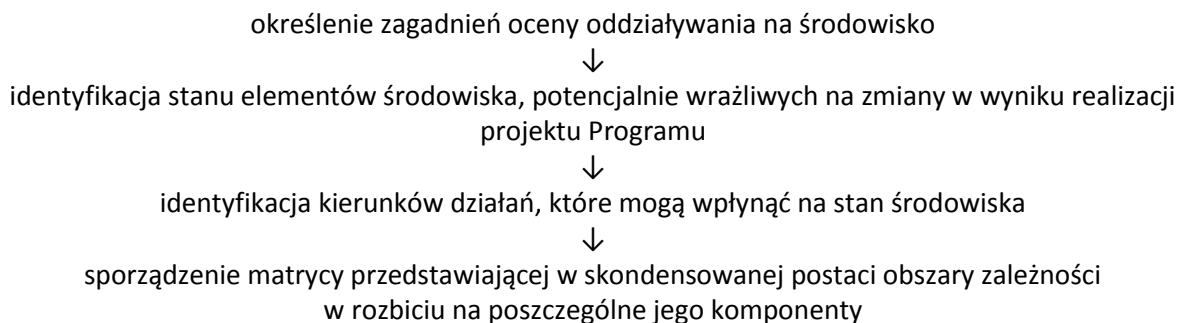 określenie zagadnień oceny oddziaływania na środowisko
↓
identyfikacja stanu elementów środowiska, potencjalnie wrażliwych na zmiany w wyniku realizacji
projektu Programu
↓
identyfikacja kierunków działań, które mogą wpłynąć na stan środowiska
↓
sporządzenie matrycy przedstawiającej w skondensowanej postaci obszary zależności
w rozbiciu na poszczególne jego komponenty